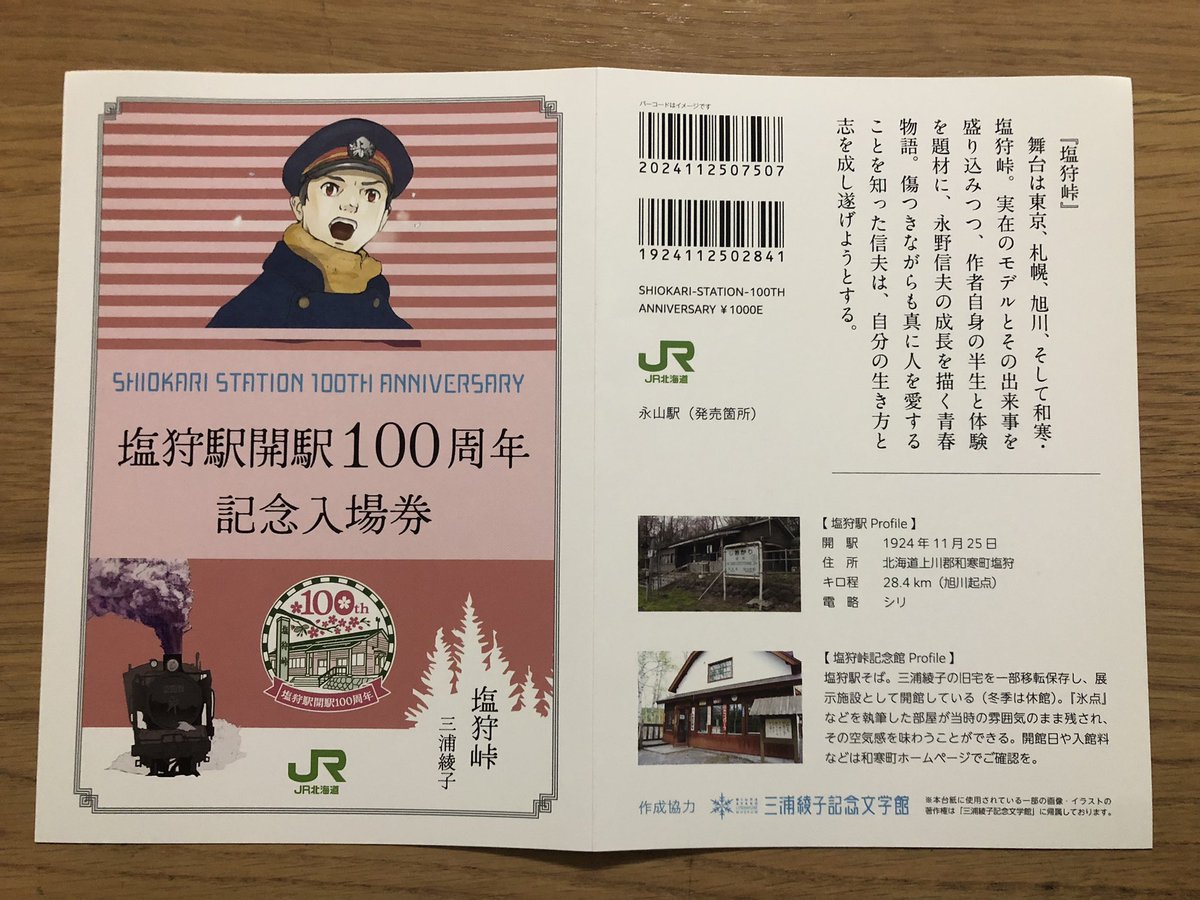 SHIOKARI STATION 100TH ANNIVERSARY
塩狩駅開駅100周年
記念入場券
100th
塩狩駅開駅100周年
塩狩峠
三浦綾子
JR
JR北海道
バーコードはイメージです
2024112507507
1924112502841
SHIOKARI-STATION-100TH
ANNIVERSARY ¥1000E
JR
JR北海道
永山駅（発売箇所）
『塩狩峠』
舞台は東京、札幌、旭川、そして和寒・
塩狩峠。実在のモデルとその出来事を
盛り込みつつ、作者自身の半生と体験
を題材に、永野信夫の成長を描く青春
物語。傷つきながらも真に人を愛する
ことを知った信夫は、自分の生き方と
志を成し遂げようとする。
【 塩狩駅 Profile 】
開　駅　1924年11月25日
住　所　北海道上川郡和寒町塩狩
キロ程　28.4 km（旭川起点）
電　略　シリ
しおかり
【 塩狩峠記念館 Profile 】
塩狩駅そば。三浦綾子の旧宅を一部移転保存し、展
示施設として開館している（冬季は休館）。『氷点』
などを執筆した部屋が当時の雰囲気のまま残され、
その空気感を味わうことができる。開館日や入館料
などは和寒町ホームページでご確認を。
作成協力
三浦綾子記念文学館
※本台紙に使用されている一部の画像・イラストの
著作権は「三浦綾子記念文学館」に帰属しております。